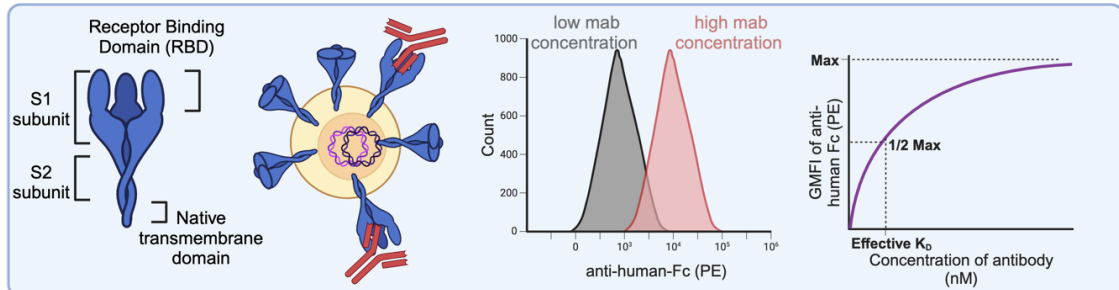 Receptor Binding
Domain (RBD)
S1
subunit
S2
subunit
Native
transmembrane
domain
low mab
concentration
high mab
concentration
1000
800
600
400
200
0
Count
0
10³
10⁴
10⁵
10⁶
anti-human-Fc (PE)
Max
1/2 Max
GMFI of anti-
human Fc (PE)
Effective K_D
Concentration of antibody
(nM)